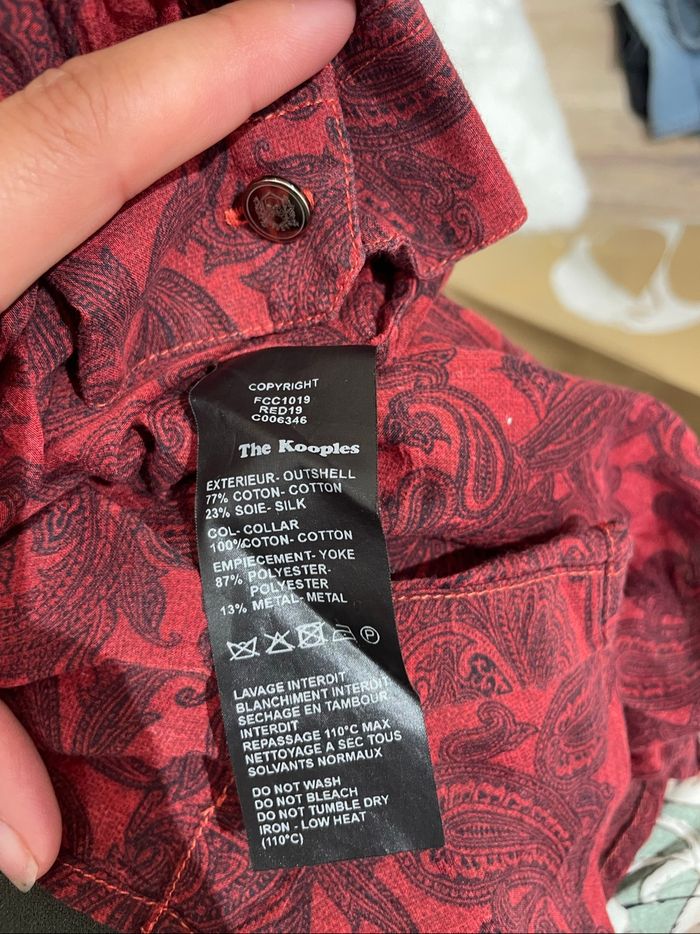 COPYRIGHT
FCC1019
RED19
C006346
The Kooples
EXTERIEUR- OUTSHELL
77% COTON- COTTON
23% SOIE- SILK
COL- COLLAR
100%COTON- COTTON
EMPIECEMENT- YOKE
87% POLYESTER-
POLYESTER
13% METAL- METAL
P
LAVAGE INTERDIT
BLANCHIMENT INTERDIT
SECHAGE EN TAMBOUR
INTERDIT
REPASSAGE 110°C MAX
NETTOYAGE A SEC TOUS
SOLVANTS NORMAUX
DO NOT WASH
DO NOT BLEACH
DO NOT TUMBLE DRY
IRON - LOW HEAT
(110°C)